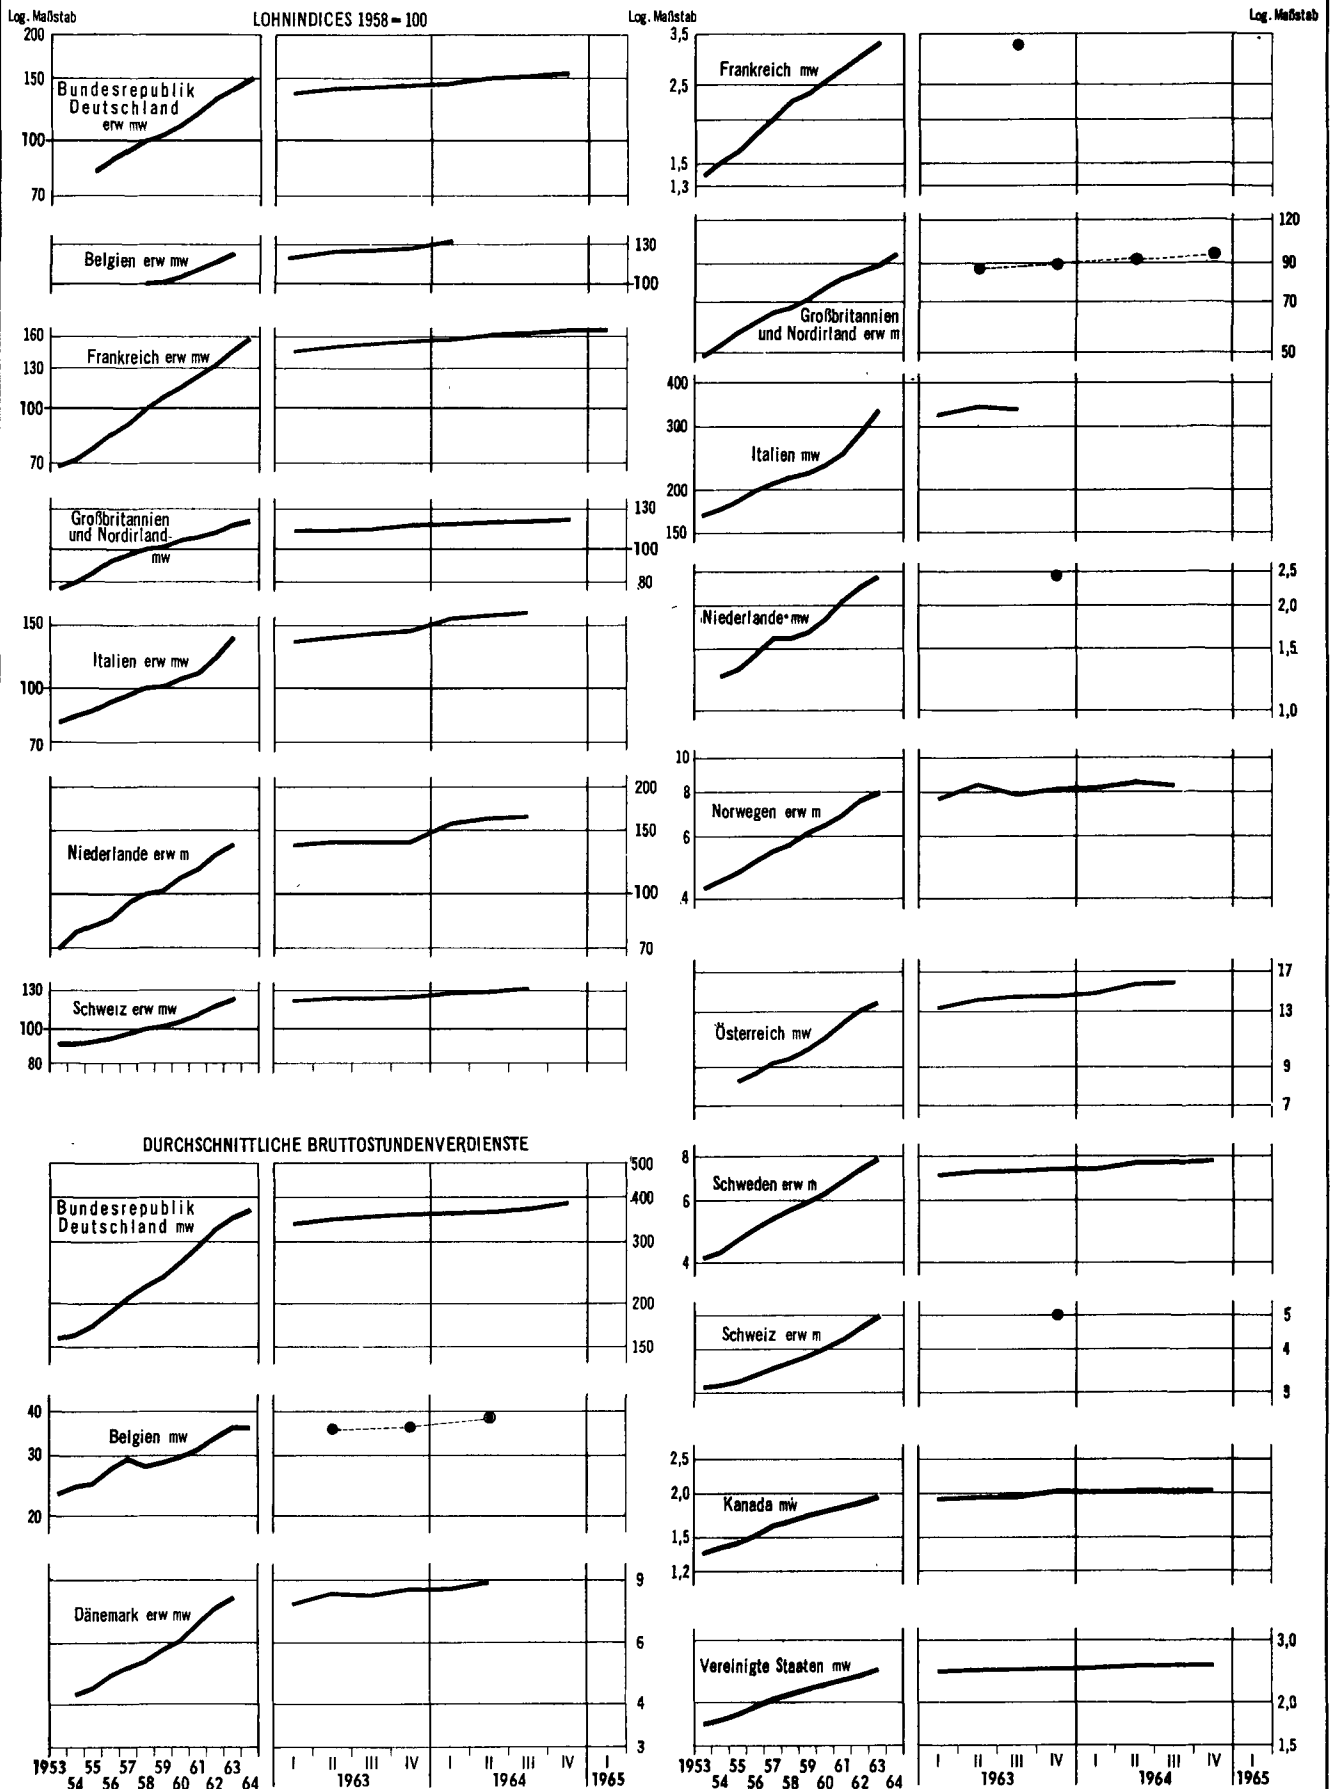 Log. Maßstab
LOHNINDICES 1958 = 100
Log. Maßstab
Log. Maßstab
200
150
100
70
Bundesrepublik
Deutschland
erw mw
Belgien erw mw
130
100
160
130
100
70
Frankreich erw mw
Großbritannien
und Nordirland
mw
130
100
80
150
100
70
Italien erw mw
Niederlande erw m
200
150
100
70
130
100
80
Schweiz erw mw
DURCHSCHNITTLICHE BRUTTOSTUNDENVERDIENSTE
Bundesrepublik
Deutschland mw
500
400
300
200
150
40
30
20
Belgien mw
Dänemark erw mw
9
6
4
3
1953 55 57 59 61 63
54 56 58 60 62 64
I II III IV I II III IV I
1963 1964 1965
3,5
2,5
1,5
1,3
Frankreich mw
Großbritannien
und Nordirland erw m
120
90
70
50
400
300
200
150
Italien mw
Niederlande mw
2,5
2,0
1,5
1,0
10
8
6
4
Norwegen erw m
Österreich mw
17
13
9
7
8
6
4
Schweden erw m
Schweiz erw m
5
4
3
2,5
2,0
1,5
1,2
Kanada mw
Vereinigte Staaten mw
3,0
2,0
1,5
1953 55 57 59 61 63
54 56 58 60 62 64
I II III IV I II III IV I
1963 1964 1965